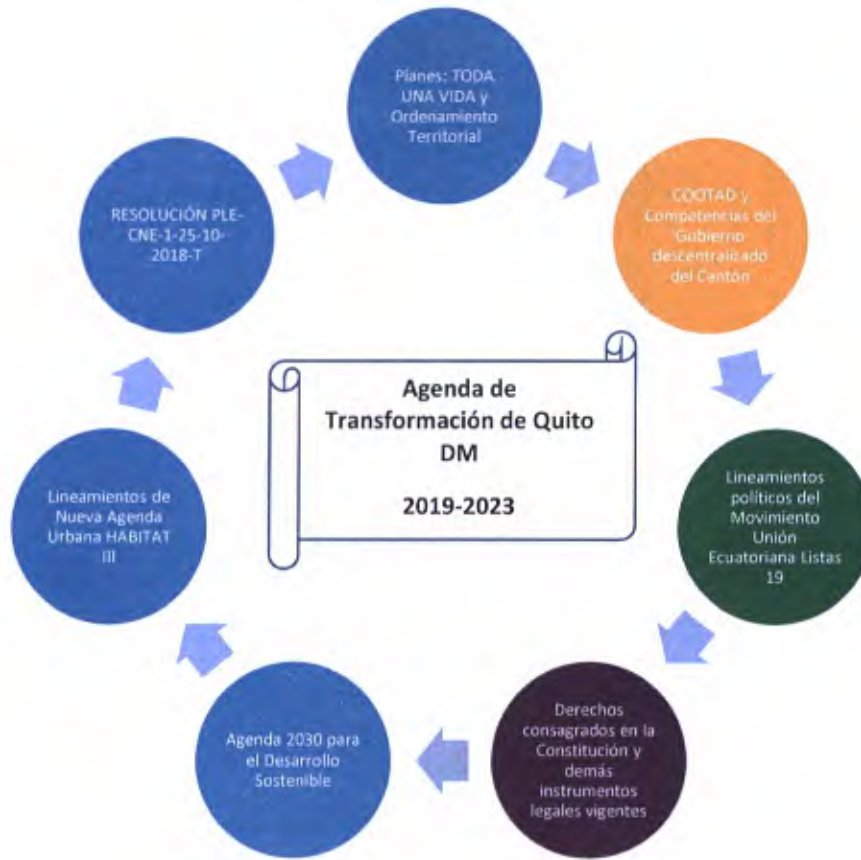 Planes: TODA
UNA VIDA y
Ordenamiento
Territorial
COOTAD y
Competencias del
Gobierno
descentralizado
del Cantón
Lineamientos
políticos del
Movimiento
Unión
Ecuatoriana Listas
19
Derechos
consagrados en la
Constitución y
demás
instrumentos
legales vigentes
Agenda 2030 para
el Desarrollo
Sostenible
Lineamientos de
Nueva Agenda
Urbana HABITAT
III
RESOLUCIÓN PLE-
CNE-1-25-10-
2018-T
Agenda de
Transformación de Quito
DM
2019-2023